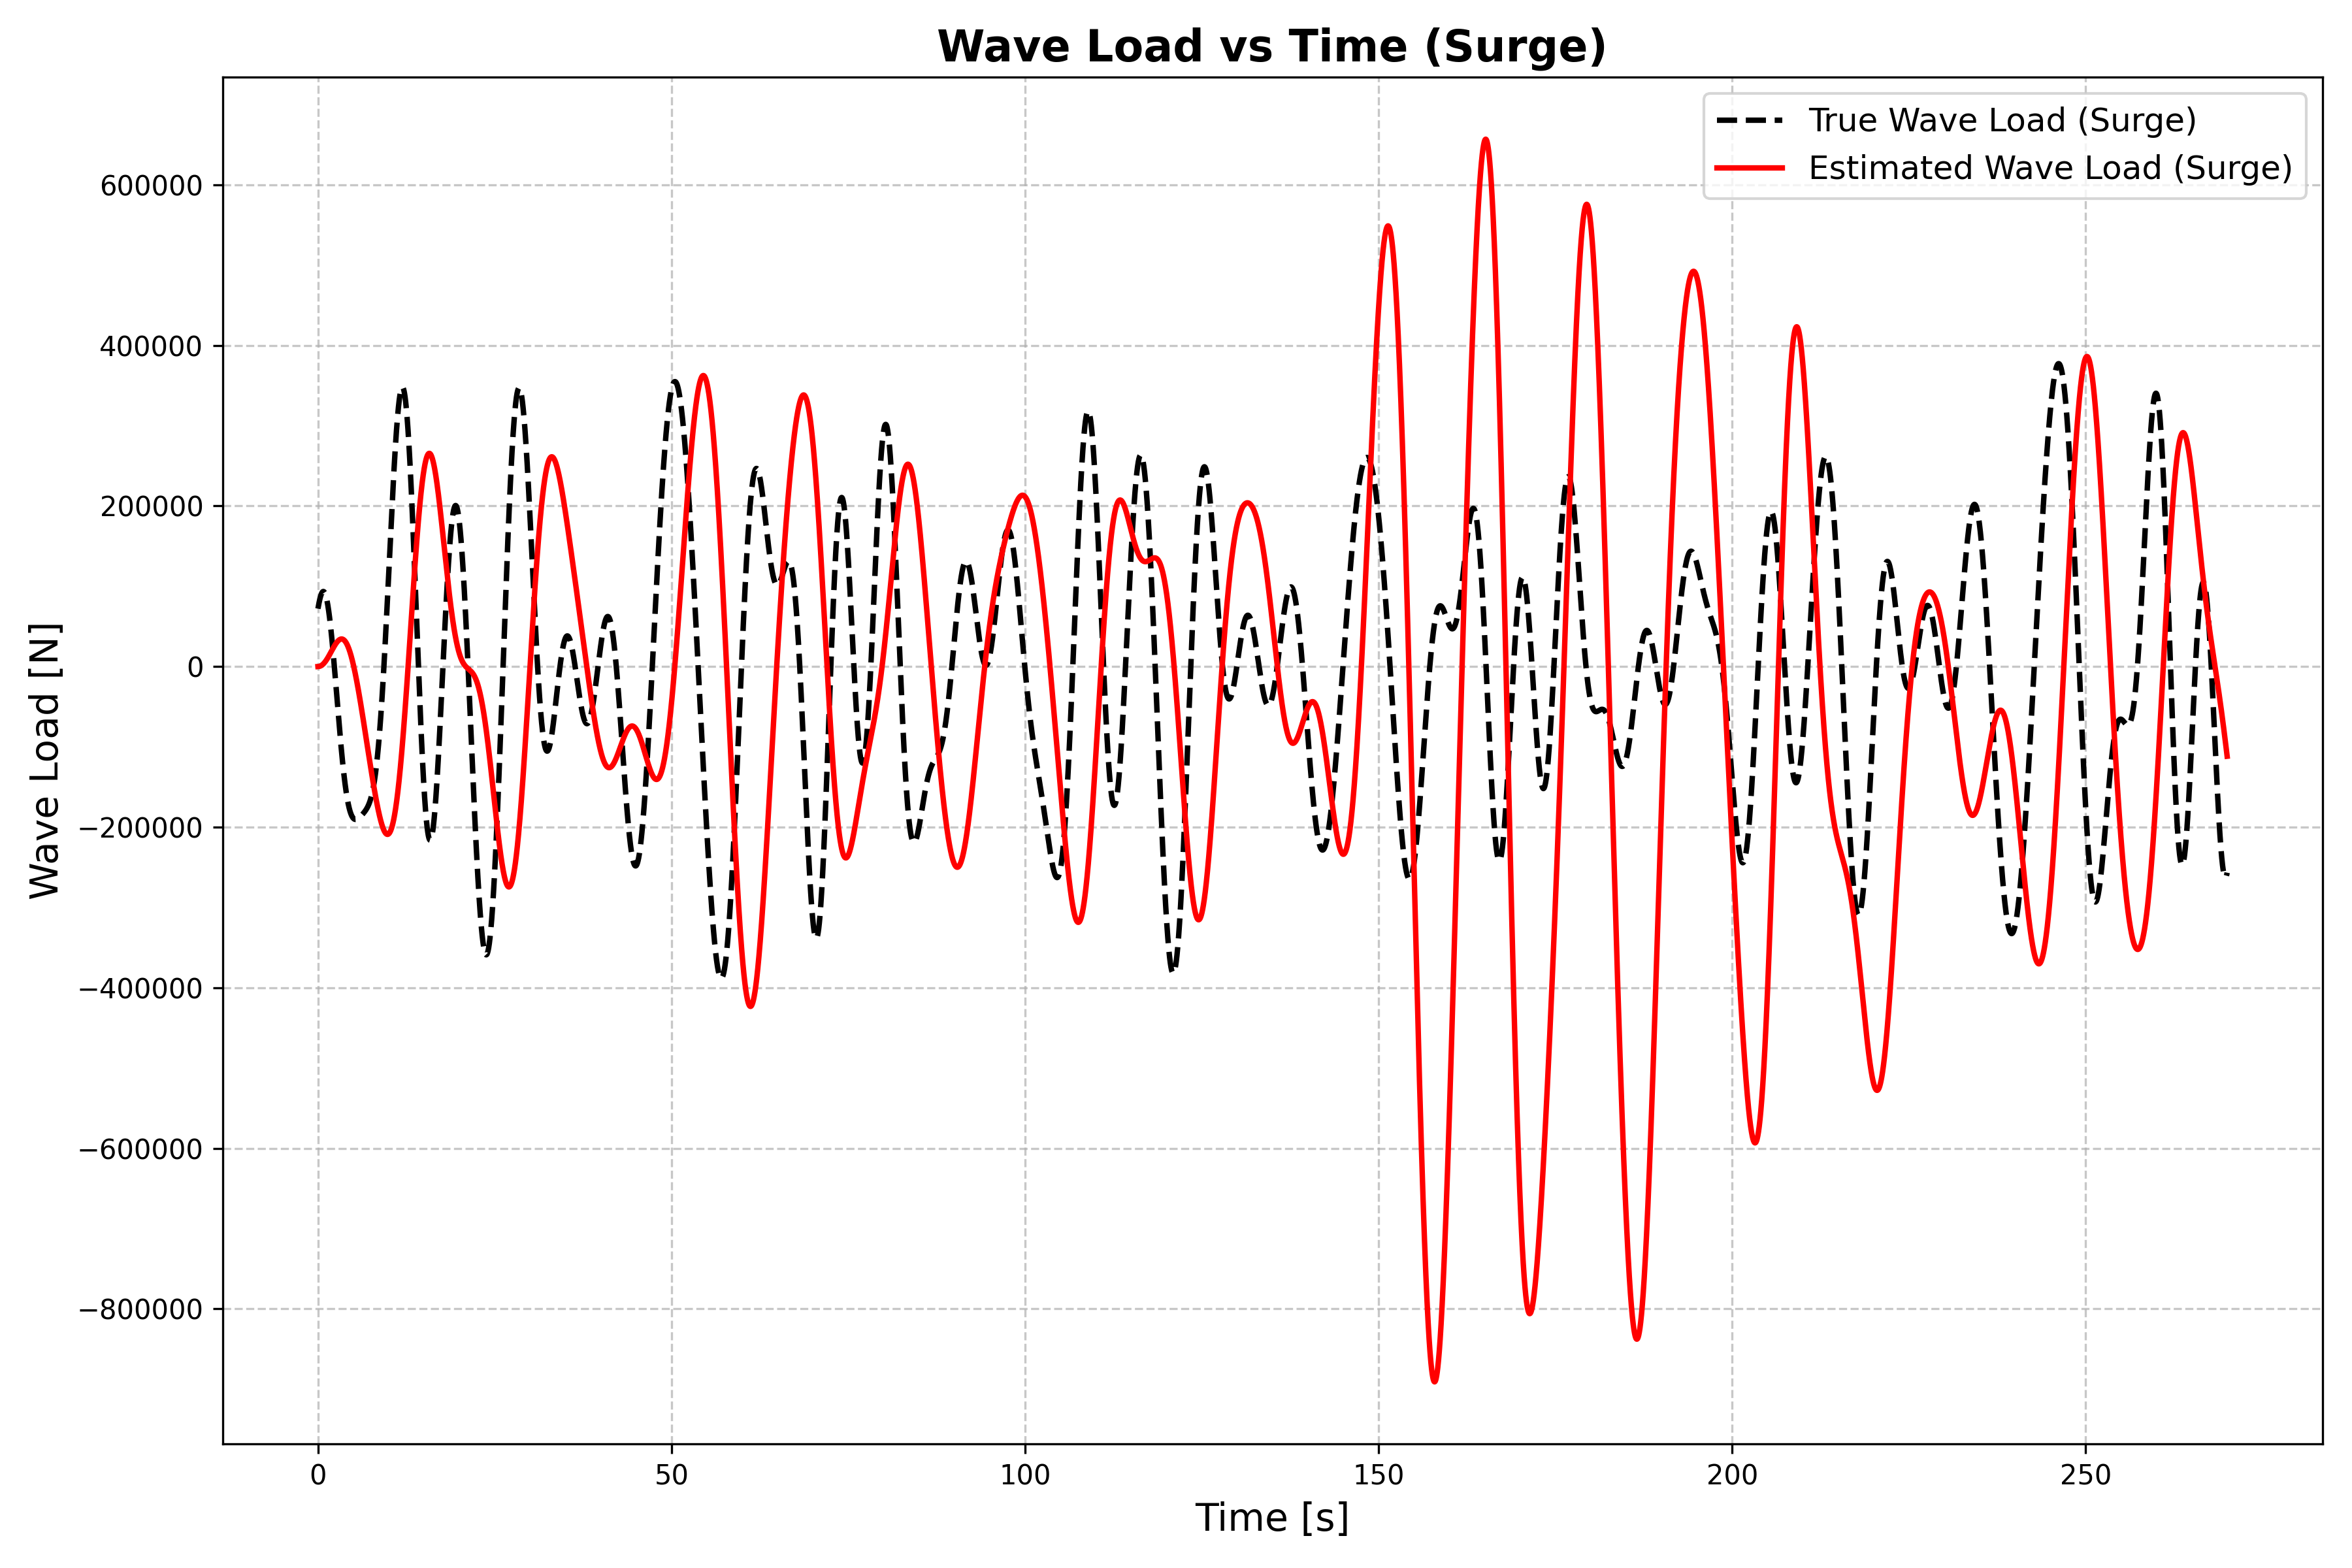 Wave Load vs Time (Surge)
True Wave Load (Surge)
Estimated Wave Load (Surge)
Wave Load [N]
600000
400000
200000
0
−200000
−400000
−600000
−800000
0 50 100 150 200 250
Time [s]